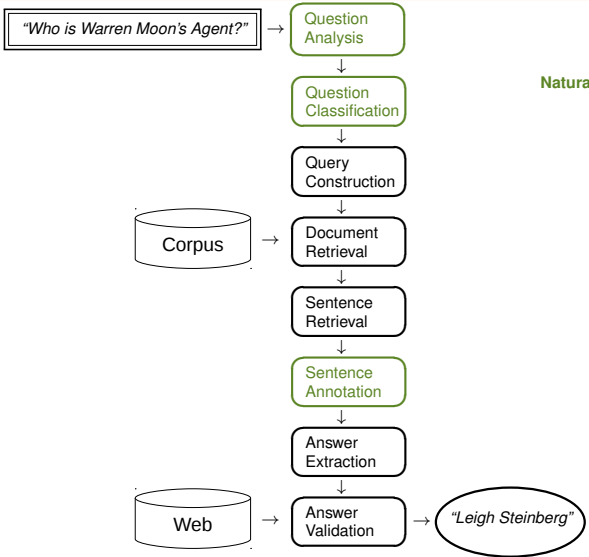 “Who is Warren Moon’s Agent?”
Question
Analysis
Question
Classification
Natura
Query
Construction
Corpus
Document
Retrieval
Sentence
Retrieval
Sentence
Annotation
Answer
Extraction
Web
Answer
Validation
“Leigh Steinberg”